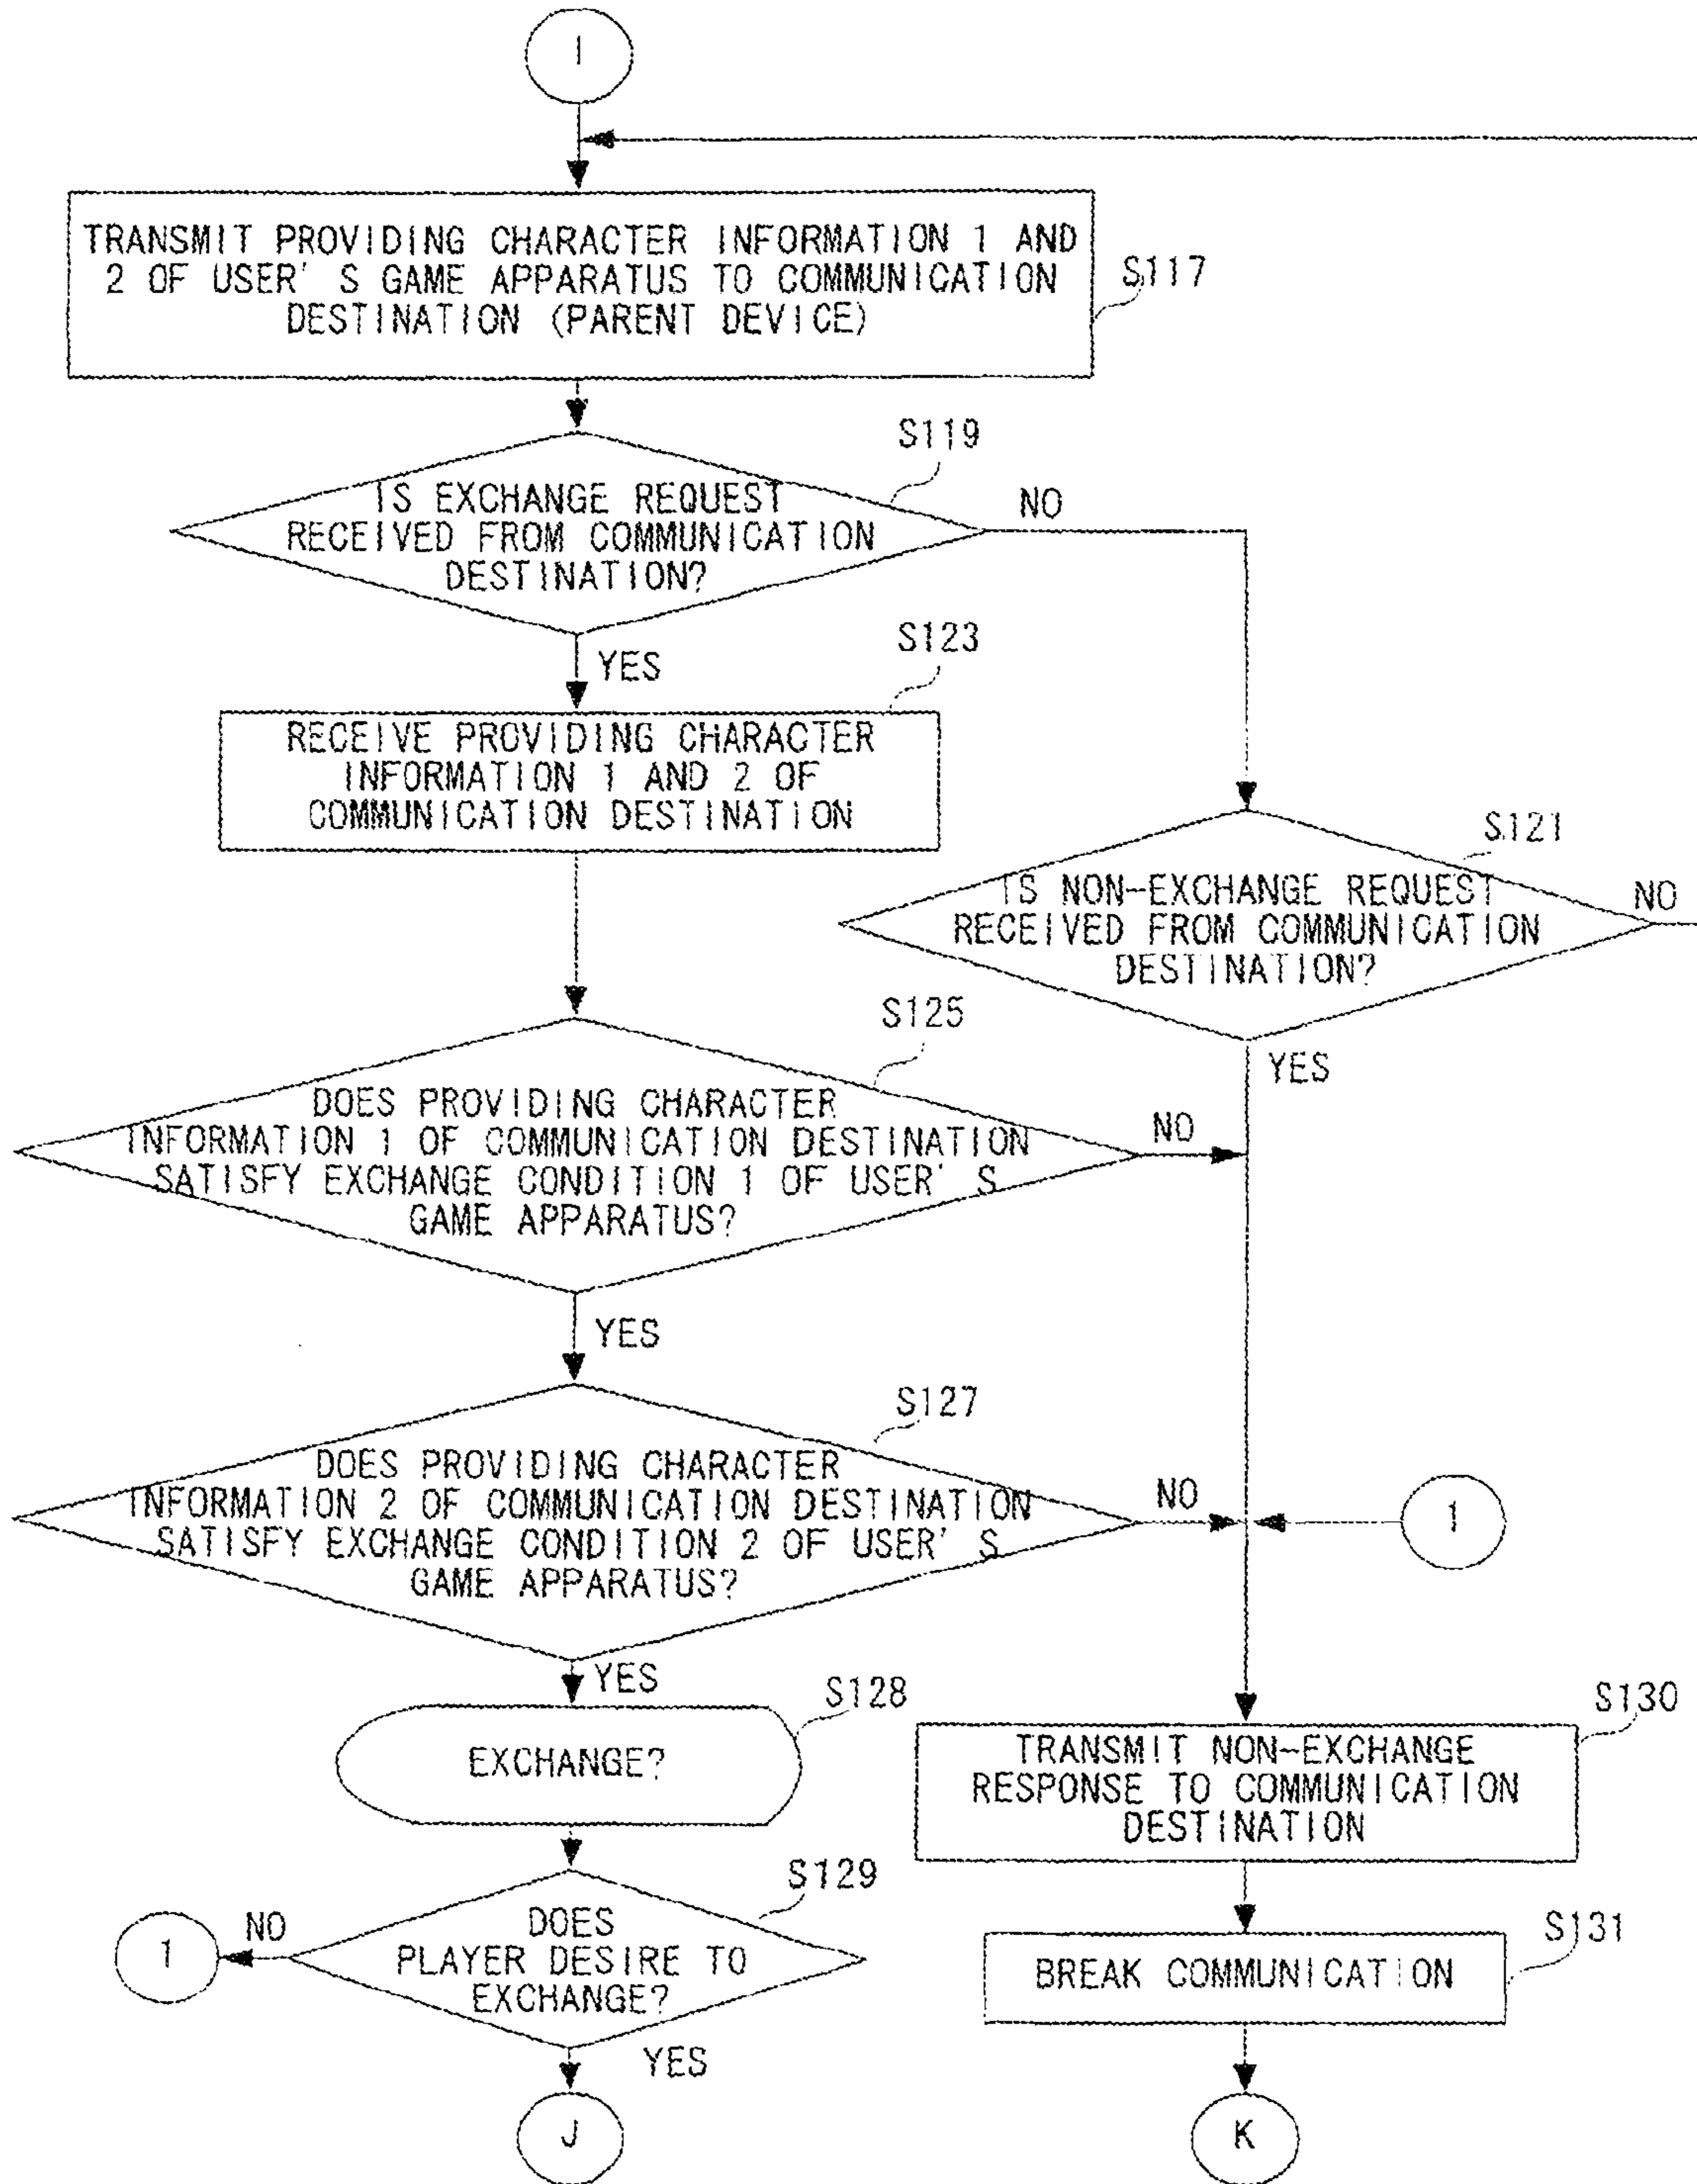 I
TRANSMIT PROVIDING CHARACTER INFORMATION 1 AND
2 OF USER'S GAME APPARATUS TO COMMUNICATION
DESTINATION (PARENT DEVICE)
S117
S119
IS EXCHANGE REQUEST
RECEIVED FROM COMMUNICATION
DESTINATION?
NO
YES
S123
RECEIVE PROVIDING CHARACTER
INFORMATION 1 AND 2 OF
COMMUNICATION DESTINATION
S121
IS NON-EXCHANGE REQUEST
RECEIVED FROM COMMUNICATION
DESTINATION?
NO
YES
S125
DOES PROVIDING CHARACTER
INFORMATION 1 OF COMMUNICATION DESTINATION
SATISFY EXCHANGE CONDITION 1 OF USER'S
GAME APPARATUS?
NO
YES
S127
DOES PROVIDING CHARACTER
INFORMATION 2 OF COMMUNICATION DESTINATION
SATISFY EXCHANGE CONDITION 2 OF USER'S
GAME APPARATUS?
NO
1
YES
S128
EXCHANGE?
S130
TRANSMIT NON-EXCHANGE
RESPONSE TO COMMUNICATION
DESTINATION
S129
DOES
PLAYER DESIRE TO
EXCHANGE?
NO
1
YES
J
S131
BREAK COMMUNICATION
K